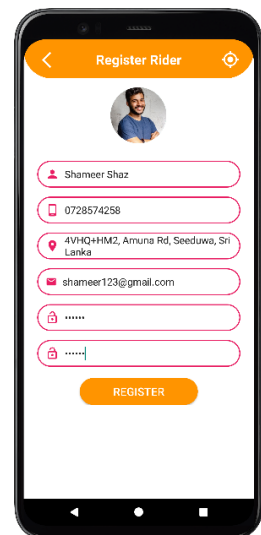 Register Rider
Shameer Shaz
0728574258
4VHQ+HM2, Amuna Rd, Seeduwa, Sri
Lanka
shameer123@gmail.com
······
······
REGISTER